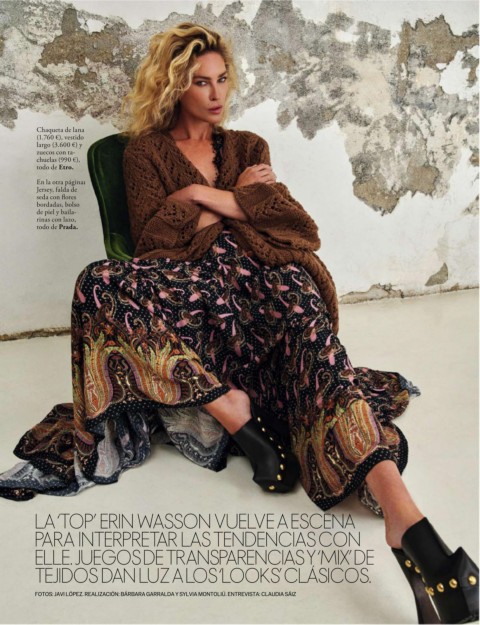 Chaqueta de lana
(1.760 €), vestido
largo (3.600 €) y
zuecos con ta-
chuelas (990 €),
todo de Etro.
En la otra página:
Jersey, falda de
seda con flores
bordadas, bolso
de piel y baila-
rinas con lazo,
todo de Prada.
LA 'TOP' ERIN WASSON VUELVE A ESCENA
PARA INTERPRETAR LAS TENDENCIAS CON
ELLE. JUEGOS DE TRANSPARENCIAS Y 'MIX' DE
TEJIDOS DAN LUZ A LOS 'LOOKS' CLÁSICOS.
FOTOS: JAVI LÓPEZ. REALIZACIÓN: BÁRBARA GARRALDA Y SYLVIA MONTOLIÚ. ENTREVISTA: CLAUDIA SÁIZ